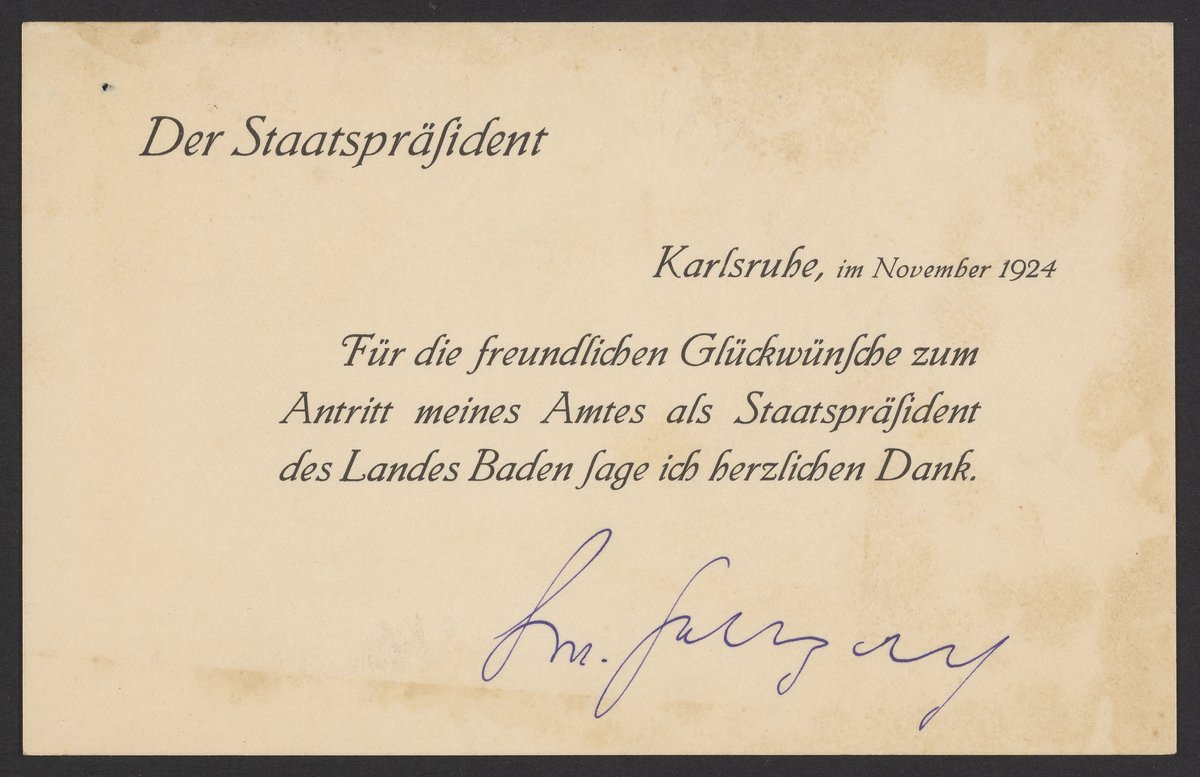 Der Staatspräſident
Karlsruhe, im November 1924
Für die freundlichen Glückwünſche zum
Antritt meines Amtes als Staatspräſident
des Landes Baden ſage ich herzlichen Dank.